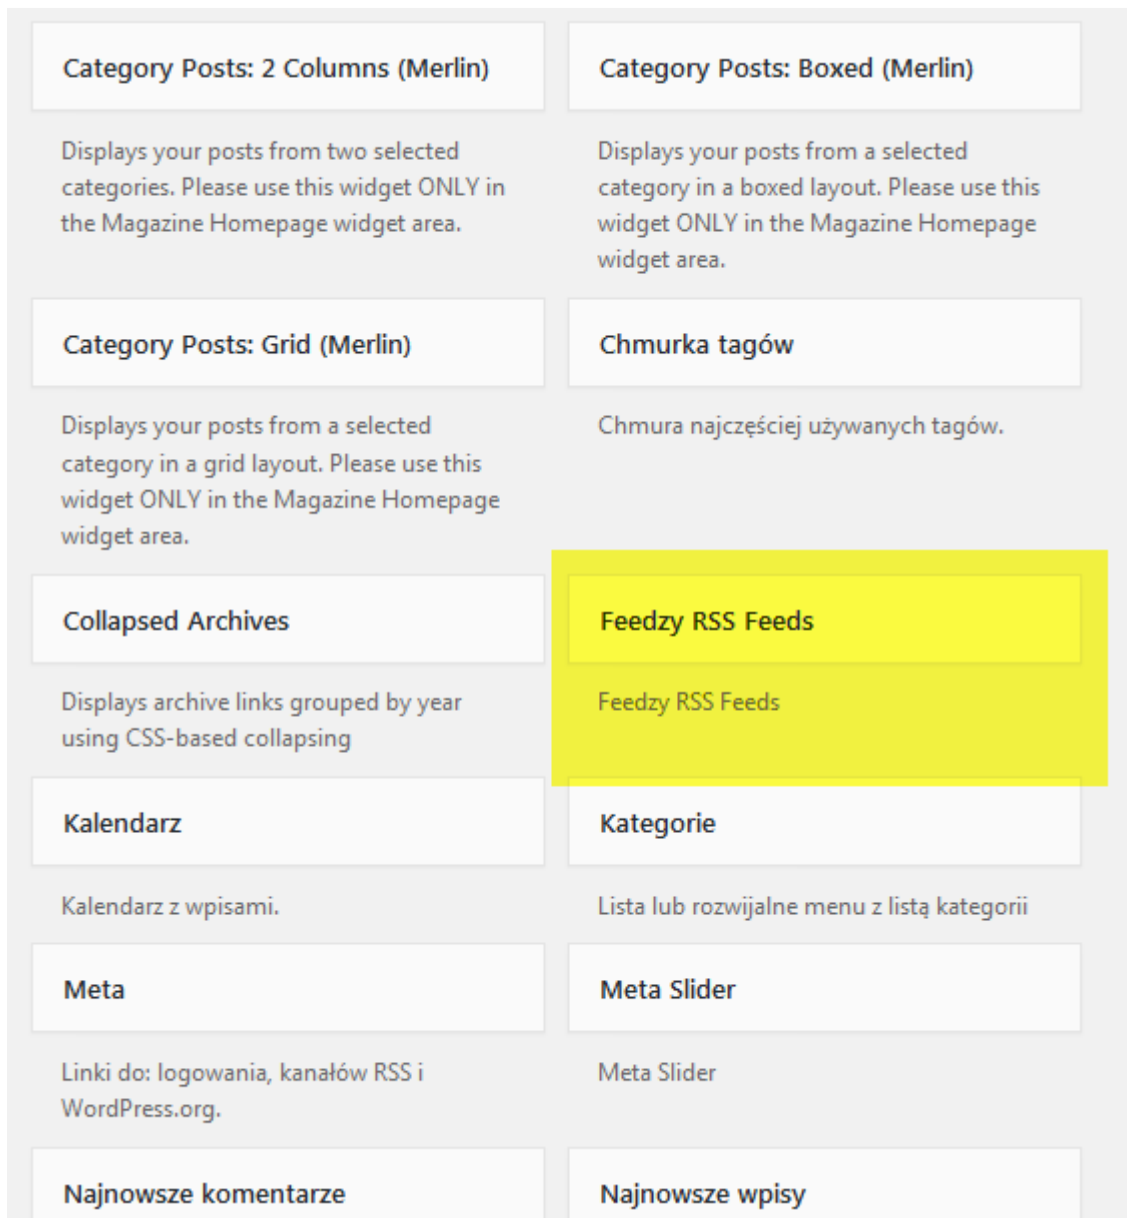 Category Posts: 2 Columns (Merlin)
Category Posts: Boxed (Merlin)
Displays your posts from two selected
categories. Please use this widget ONLY in
the Magazine Homepage widget area.
Displays your posts from a selected
category in a boxed layout. Please use this
widget ONLY in the Magazine Homepage
widget area.
Category Posts: Grid (Merlin)
Chmurka tagów
Displays your posts from a selected
category in a grid layout. Please use this
widget ONLY in the Magazine Homepage
widget area.
Chmura najczęściej używanych tagów.
Collapsed Archives
Feedzy RSS Feeds
Displays archive links grouped by year
using CSS-based collapsing
Feedzy RSS Feeds
Kalendarz
Kategorie
Kalendarz z wpisami.
Lista lub rozwijalne menu z listą kategorii
Meta
Meta Slider
Linki do: logowania, kanałów RSS i
WordPress.org.
Meta Slider
Najnowsze komentarze
Najnowsze wpisy